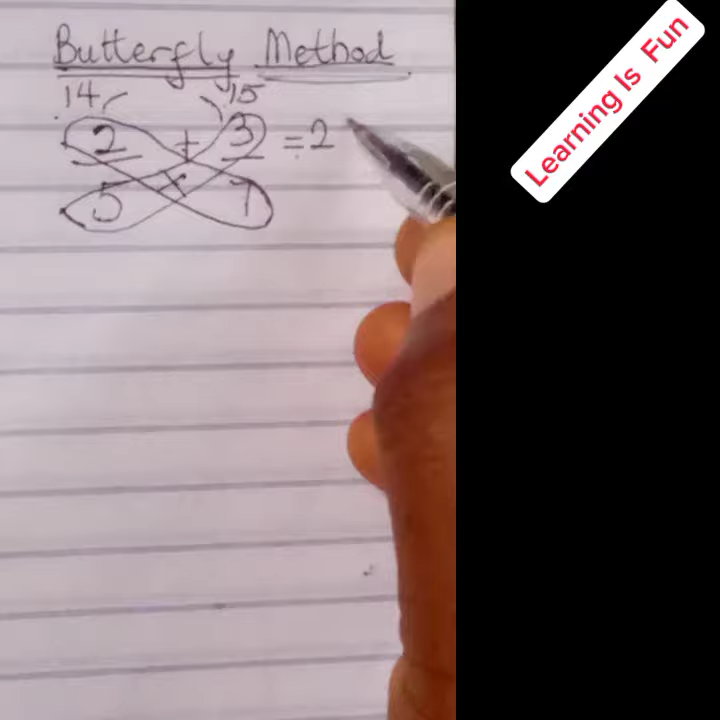 Butterfly Method
14 15
2 + 3 = 2
5 x 7
Learning Is Fun